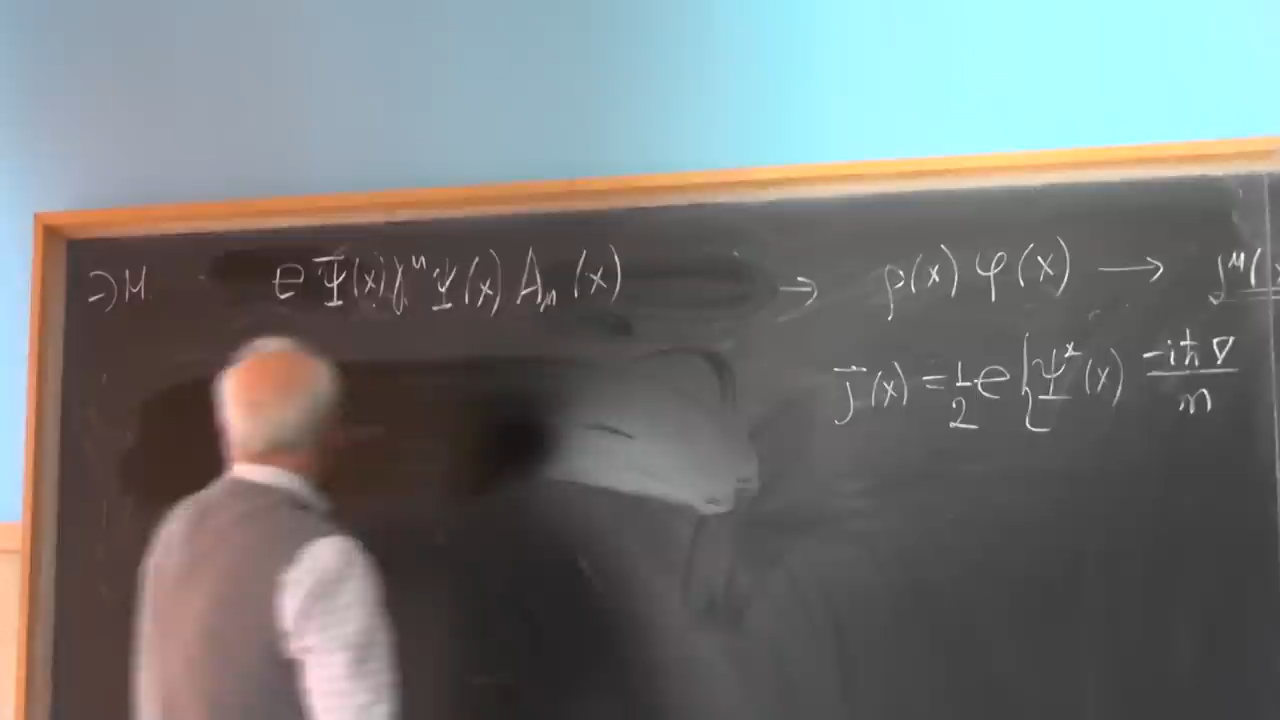 ⇒ M e Ψ̄(x)γ^μ Ψ(x) A_μ(x) → ρ(x) φ(x) → j^μ(
j⃗(x) = 1/2 e { Ψ*(x) -iħ∇/m